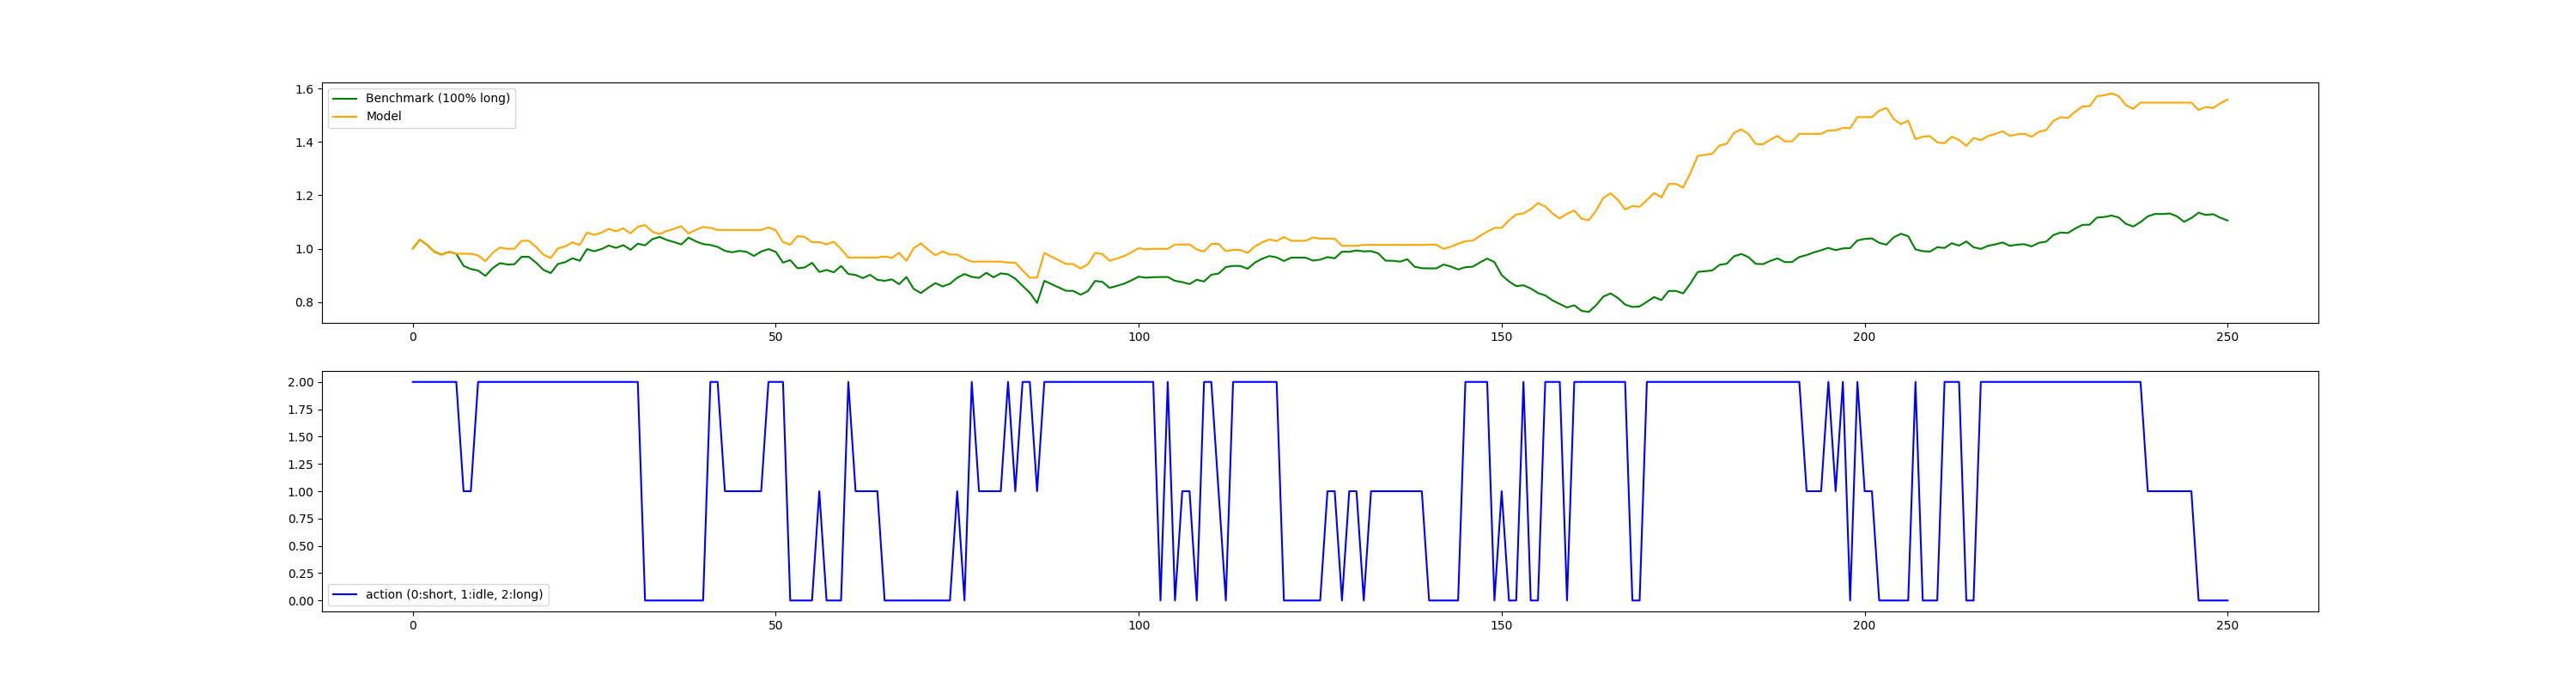 1.6
Benchmark (100% long)
Model
1.4
1.2
1.0
0.8
0 50 100 150 200 250
2.00
1.75
1.50
1.25
1.00
0.75
0.50
0.25
action (0:short, 1:idle, 2:long)
0.00
0 50 100 150 200 250